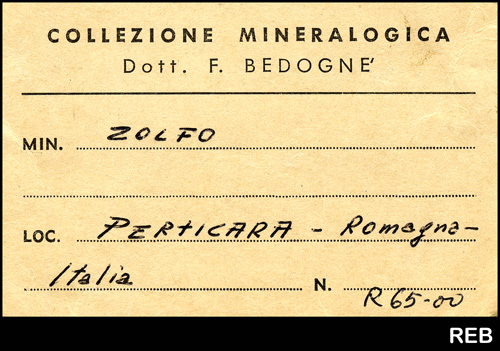 COLLEZIONE MINERALOGICA
Dott. F. BEDOGNE'
MIN. ZOLFO
LOC. PERTICARA - Romagna -
Italia N. R65-00
REB